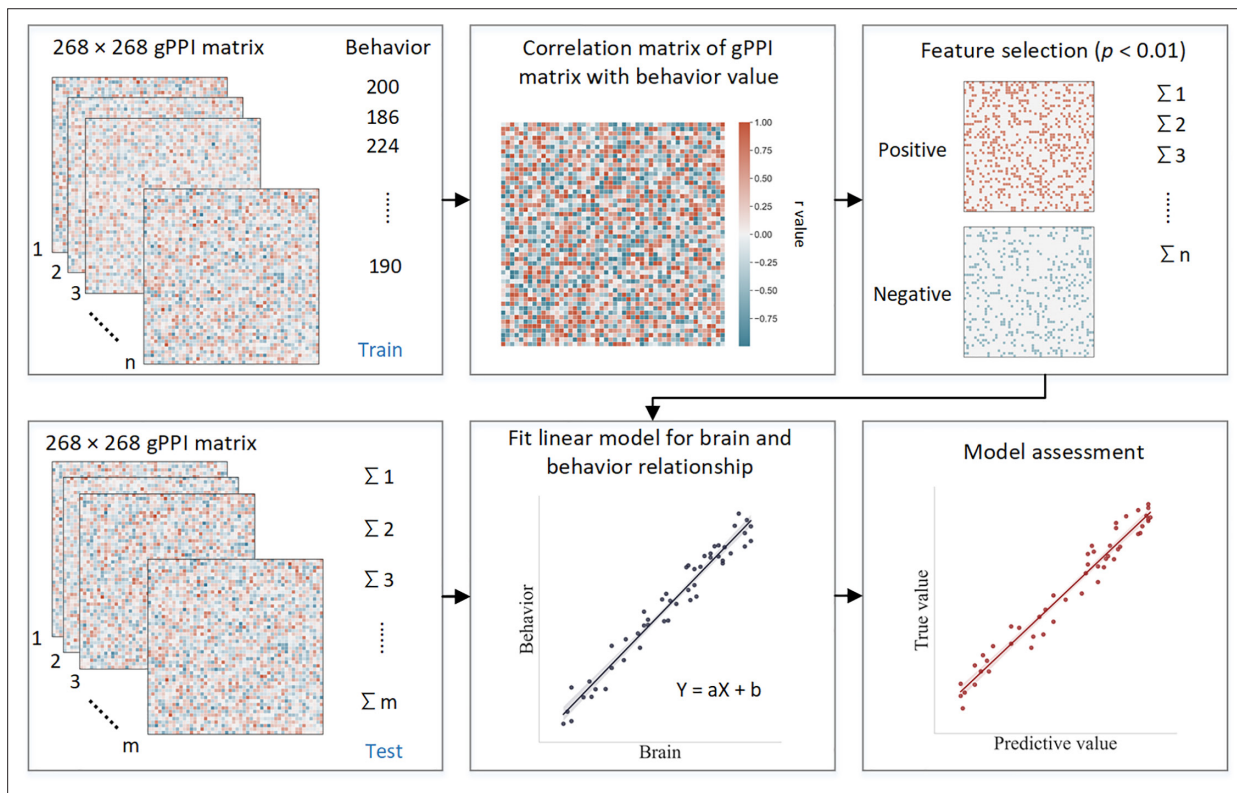 268 × 268 gPPI matrix
Behavior
200
186
224
......
190
1
2
3
......
n
Train
Correlation matrix of gPPI
matrix with behavior value
1.00
0.75
0.50
0.25
0.00
−0.25
−0.50
−0.75
r value
Feature selection (p < 0.01)
Positive
Negative
∑ 1
∑ 2
∑ 3
......
∑ n
268 × 268 gPPI matrix
∑ 1
∑ 2
∑ 3
......
∑ m
1
2
3
......
m
Test
Fit linear model for brain and
behavior relationship
Behavior
Y = aX + b
Brain
Model assessment
True value
Predictive value